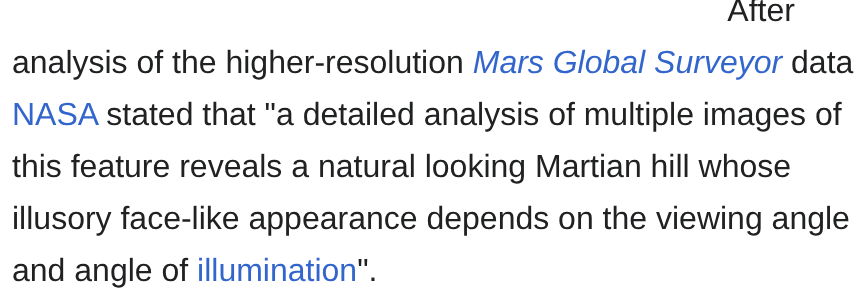 After
analysis of the higher-resolution Mars Global Surveyor data
NASA stated that "a detailed analysis of multiple images of
this feature reveals a natural looking Martian hill whose
illusory face-like appearance depends on the viewing angle
and angle of illumination".